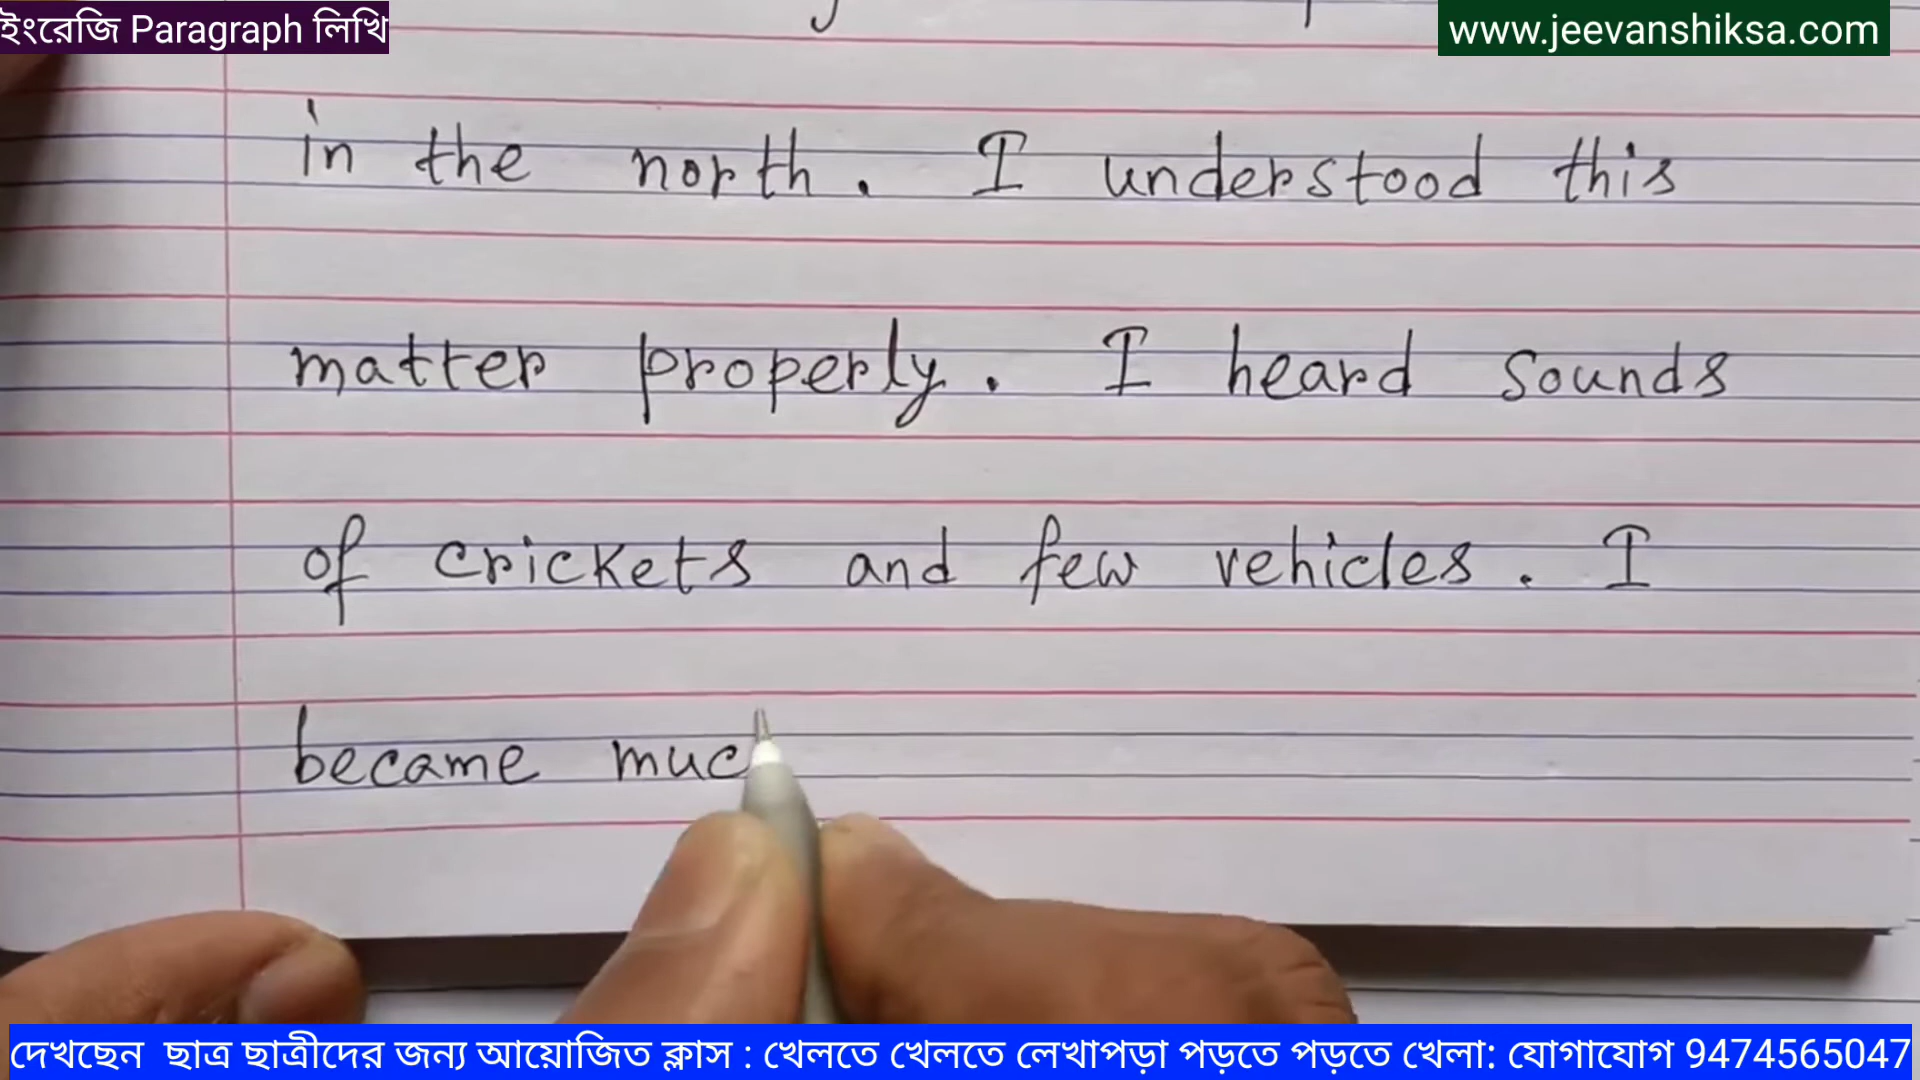 ইংরেজি Paragraph লিখি
www.jeevanshiksa.com
in the north. I understood this
matter properly. I heard sounds
of crickets and few vehicles. I
became muc
দেখছেন ছাত্র ছাত্রীদের জন্য আয়োজিত ক্লাস : খেলতে খেলতে লেখাপড়া পড়তে পড়তে খেলা: যোগাযোগ 9474565047